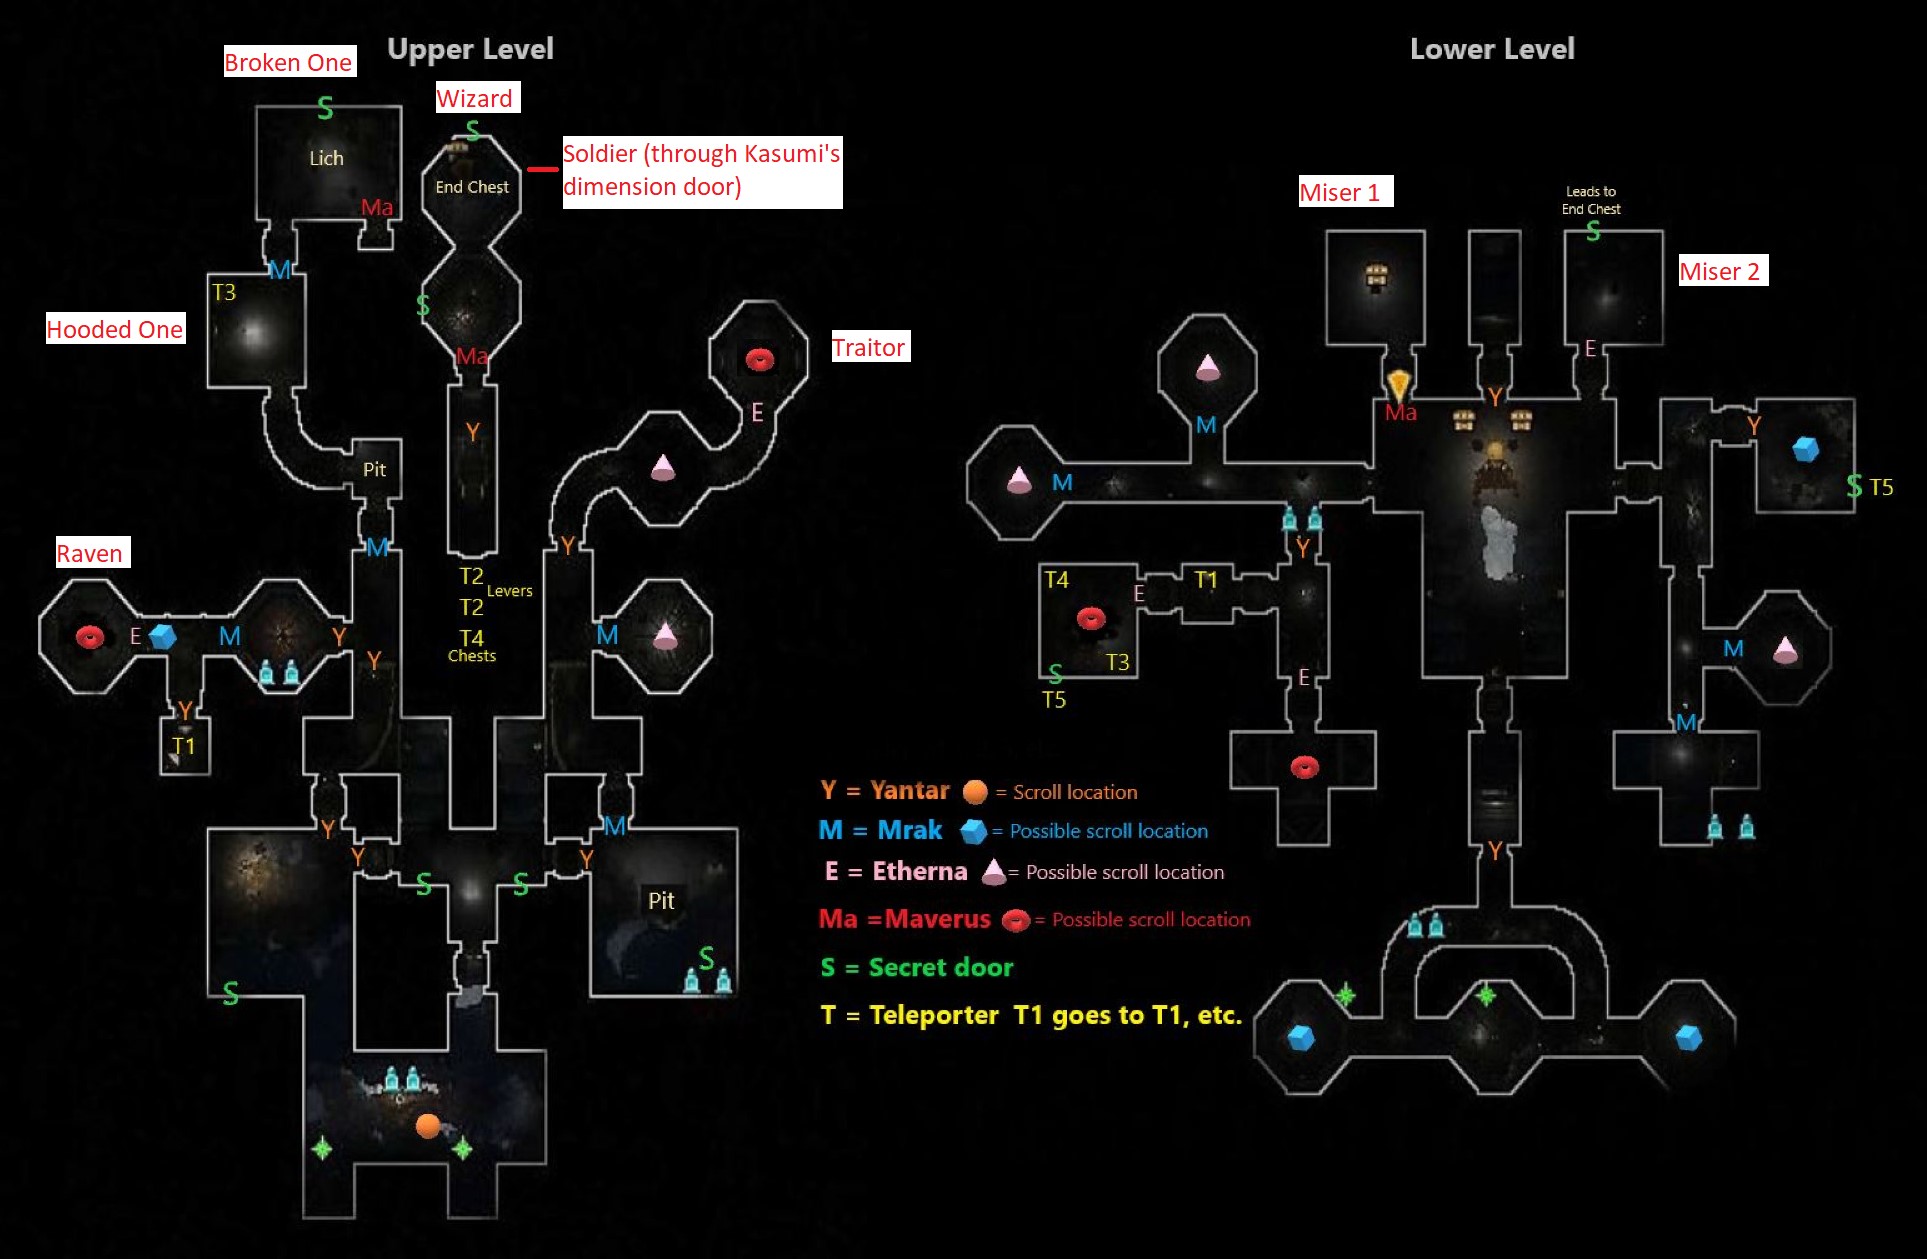 Upper Level
Broken One
S
Lich
Ma
M
T3
Hooded One
Pit
M
Wizard
S
End Chest
Soldier (through Kasumi's
dimension door)
S
Ma
Y
T2
Levers
T2
T4
Chests
Traitor
E
Y
M
Raven
E
M
Y
Y
Y
T1
Y
Y
S
S
Y
M
Pit
S
S
Lower Level
Miser 1
Leads to
End Chest
S
Miser 2
E
Ma
Y
Y
S T5
M
M
Y
T4
E
T1
T3
S
T5
E
M
M
Y
Y = Yantar = Scroll location
M = Mrak = Possible scroll location
E = Etherna = Possible scroll location
Ma =Maverus = Possible scroll location
S = Secret door
T = Teleporter T1 goes to T1, etc.